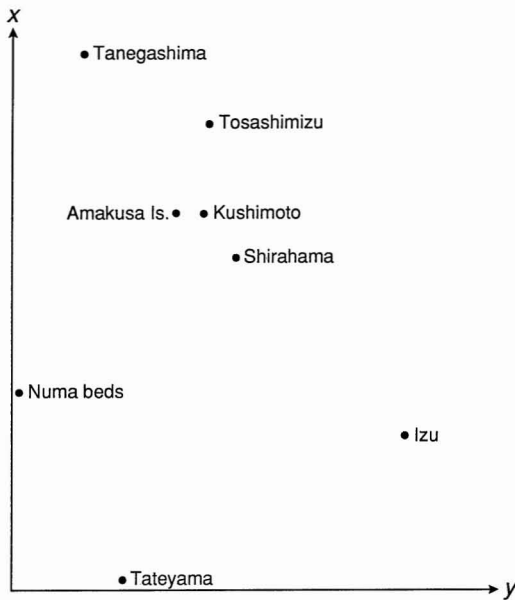 x
Tanegashima
Tosashimizu
Amakusa Is.
Kushimoto
Shirahama
Numa beds
Izu
Tateyama
y